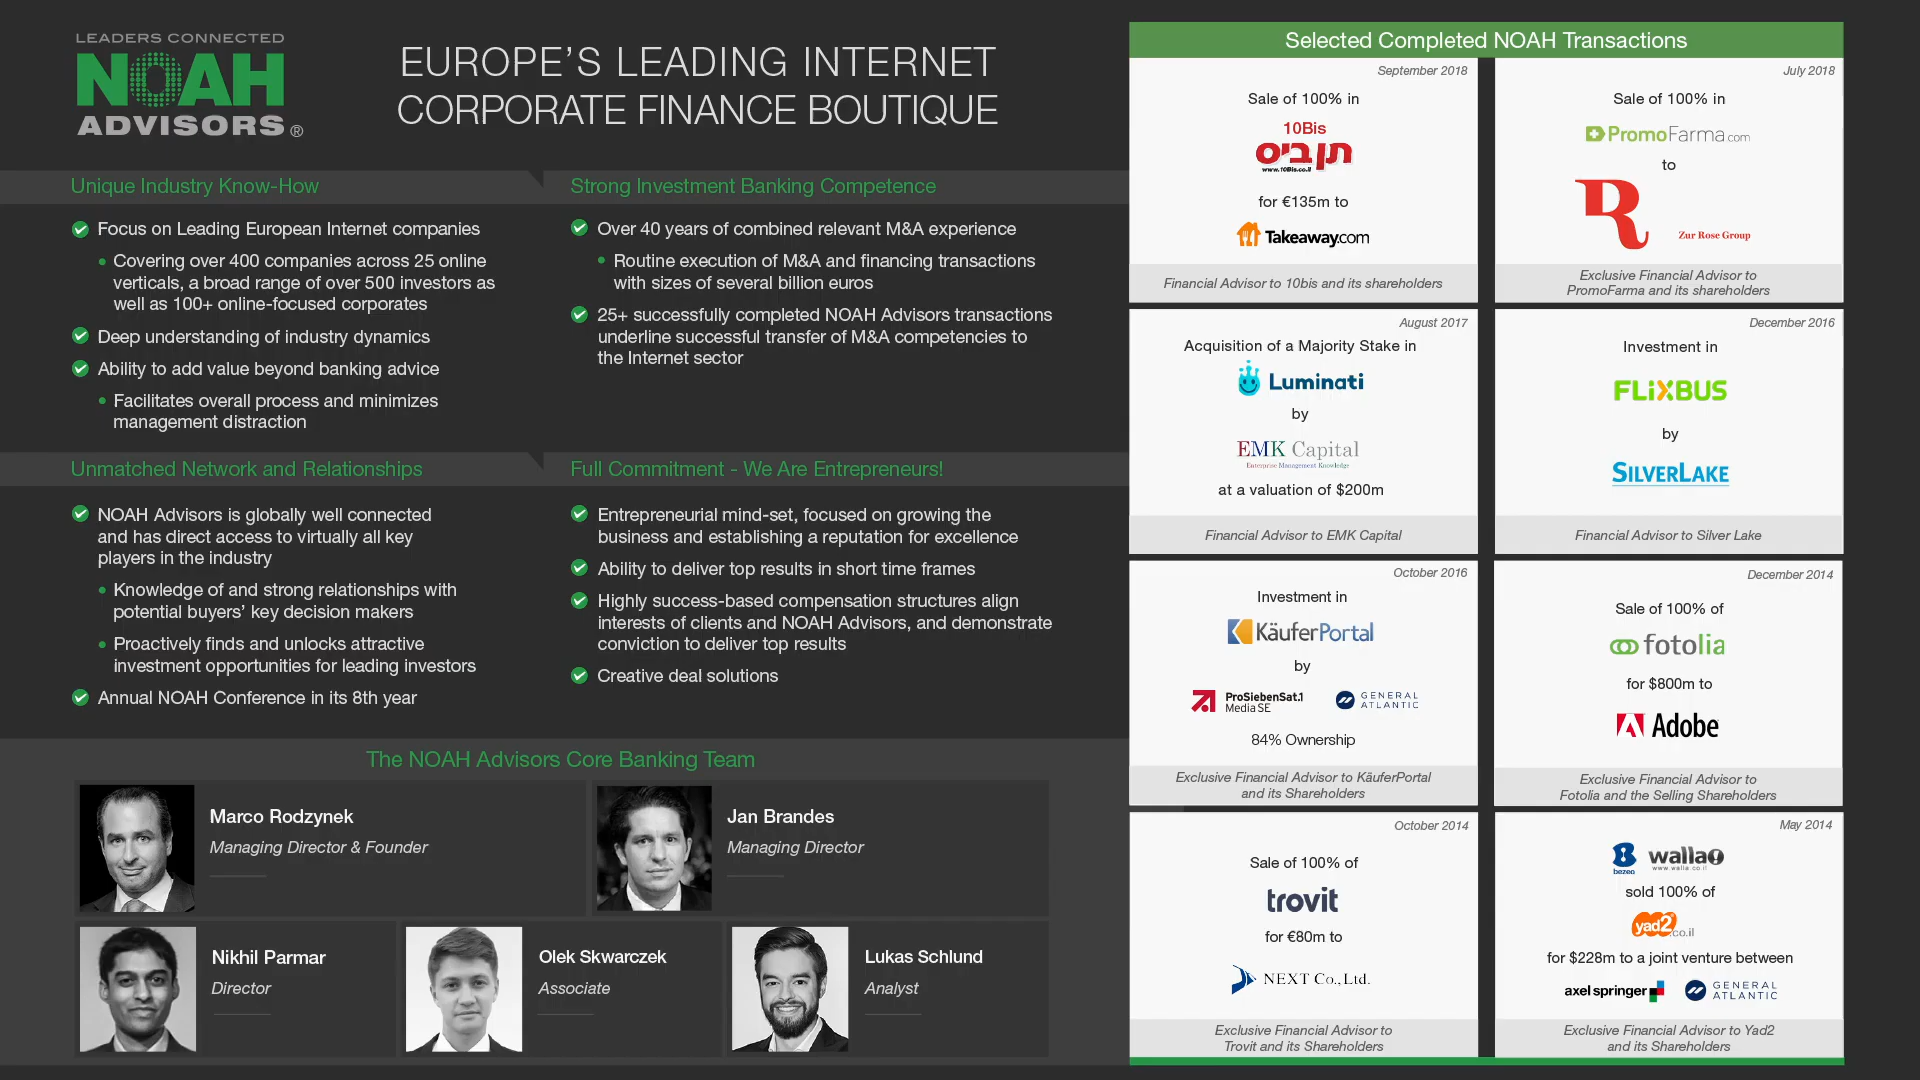 LEADERS CONNECTED
NOAH
ADVISORS®
EUROPE’S LEADING INTERNET
CORPORATE FINANCE BOUTIQUE
Unique Industry Know-How
Focus on Leading European Internet companies
Covering over 400 companies across 25 online
verticals, a broad range of over 500 investors as
well as 100+ online-focused corporates
Deep understanding of industry dynamics
Ability to add value beyond banking advice
Facilitates overall process and minimizes
management distraction
Strong Investment Banking Competence
Over 40 years of combined relevant M&A experience
Routine execution of M&A and financing transactions
with sizes of several billion euros
25+ successfully completed NOAH Advisors transactions
underline successful transfer of M&A competencies to
the Internet sector
Unmatched Network and Relationships
NOAH Advisors is globally well connected
and has direct access to virtually all key
players in the industry
Knowledge of and strong relationships with
potential buyers’ key decision makers
Proactively finds and unlocks attractive
investment opportunities for leading investors
Annual NOAH Conference in its 8th year
Full Commitment - We Are Entrepreneurs!
Entrepreneurial mind-set, focused on growing the
business and establishing a reputation for excellence
Ability to deliver top results in short time frames
Highly success-based compensation structures align
interests of clients and NOAH Advisors, and demonstrate
conviction to deliver top results
Creative deal solutions
The NOAH Advisors Core Banking Team
Marco Rodzynek
Managing Director & Founder
Jan Brandes
Managing Director
Nikhil Parmar
Director
Olek Skwarczek
Associate
Lukas Schlund
Analyst
Selected Completed NOAH Transactions
September 2018
Sale of 100% in
10Bis
תן ביס
www.10Bis.co.il
for €135m to
Takeaway.com
Financial Advisor to 10bis and its shareholders
July 2018
Sale of 100% in
PromoFarma.com
to
R
Zur Rose Group
Exclusive Financial Advisor to
PromoFarma and its shareholders
August 2017
Acquisition of a Majority Stake in
Luminati
by
EMK Capital
Enterprise Management Knowledge
at a valuation of $200m
Financial Advisor to EMK Capital
December 2016
Investment in
FLiXBUS
by
SILVERLAKE
Financial Advisor to Silver Lake
October 2016
Investment in
KäuferPortal
by
ProSiebenSat.1
Media SE
GENERAL
ATLANTIC
84% Ownership
Exclusive Financial Advisor to KäuferPortal
and its Shareholders
December 2014
Sale of 100% of
fotolia
for $800m to
Adobe
Exclusive Financial Advisor to
Fotolia and the Selling Shareholders
October 2014
Sale of 100% of
trovit
for €80m to
NEXT Co., Ltd.
Exclusive Financial Advisor to
Trovit and its Shareholders
May 2014
bezeq
walla!
www.walla.co.il
sold 100% of
yad2.co.il
for $228m to a joint venture between
axel springer
GENERAL
ATLANTIC
Exclusive Financial Advisor to Yad2
and its Shareholders